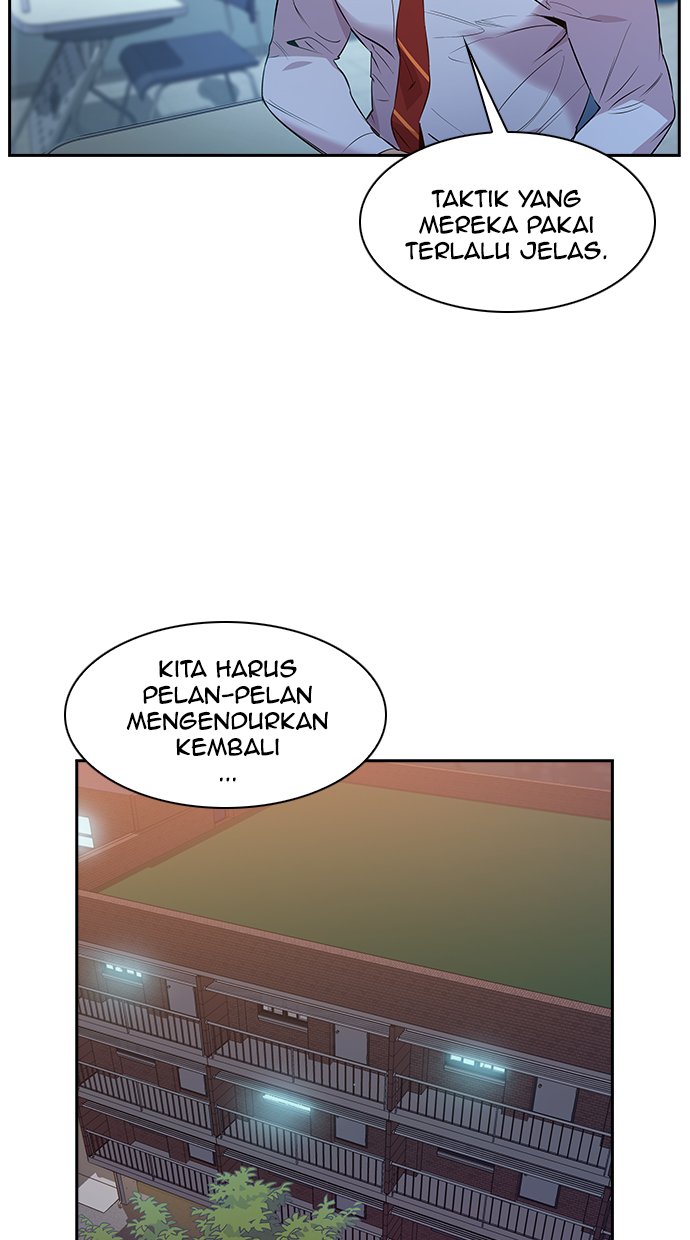 TAKTIK YANG
MEREKA PAKAI
TERLALU JELAS.
KITA HARUS
PELAN-PELAN
MENGENDURKAN
KEMBALI
...